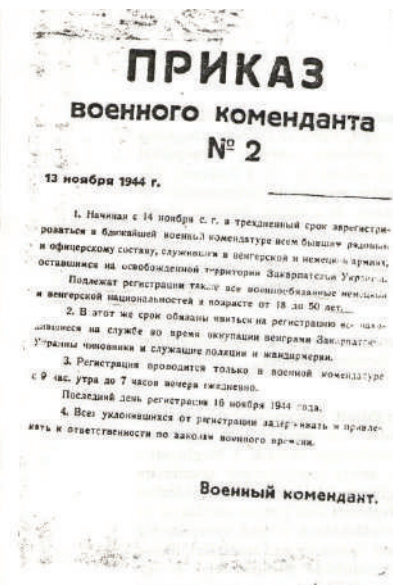 ПРИКАЗ
военного коменданта
№ 2
13 ноября 1944 г.
1. Начиная с 14 ноября с. г. в трехдневный срок зарегистри-
роваться в ближайшей военной комендатуре всем бывшим рядовым
и офицерскому составу, служившим в венгерской и немецкой армиях,
оставшимся на освобожденной территории Закарпатской Украины.
Подлежат регистрации также все военнообязанные немецкой
и венгерской национальностей в возрасте от 18 до 50 лет.
2. В этот же срок обязаны явиться на регистрацию все нахо-
дившиеся на службе во время оккупации венграми Закарпатской
Украины чиновники и служащие полиции и жандармерии.
3. Регистрация проводится только в военной комендатуре
с 9 час. утра до 7 часов вечера ежедневно.
Последний день регистрации 16 ноября 1944 года.
4. Всех уклонившихся от регистрации задерживать и привле-
кать к ответственности по законам военного времени.
Военный комендант.